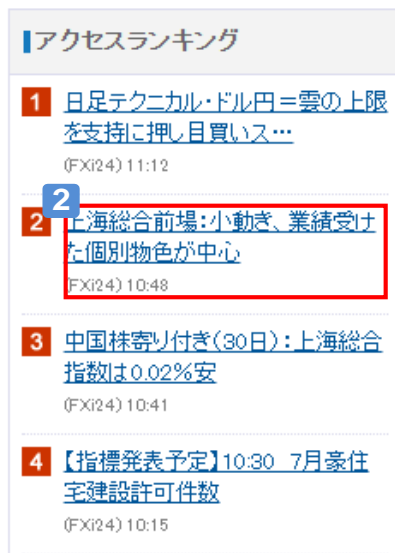 アクセスランキング
1 日足テクニカル・ドル円＝雲の上限
を支持に押し目買いス…
(FXi24) 11:12
2
2 上海総合前場：小動き、業績受け
た個別物色が中心
(FXi24) 10:48
3 中国株寄り付き(30日)：上海総合
指数は0.02%安
(FXi24) 10:41
4 【指標発表予定】10:30 7月豪住
宅建設許可件数
(FXi24) 10:15